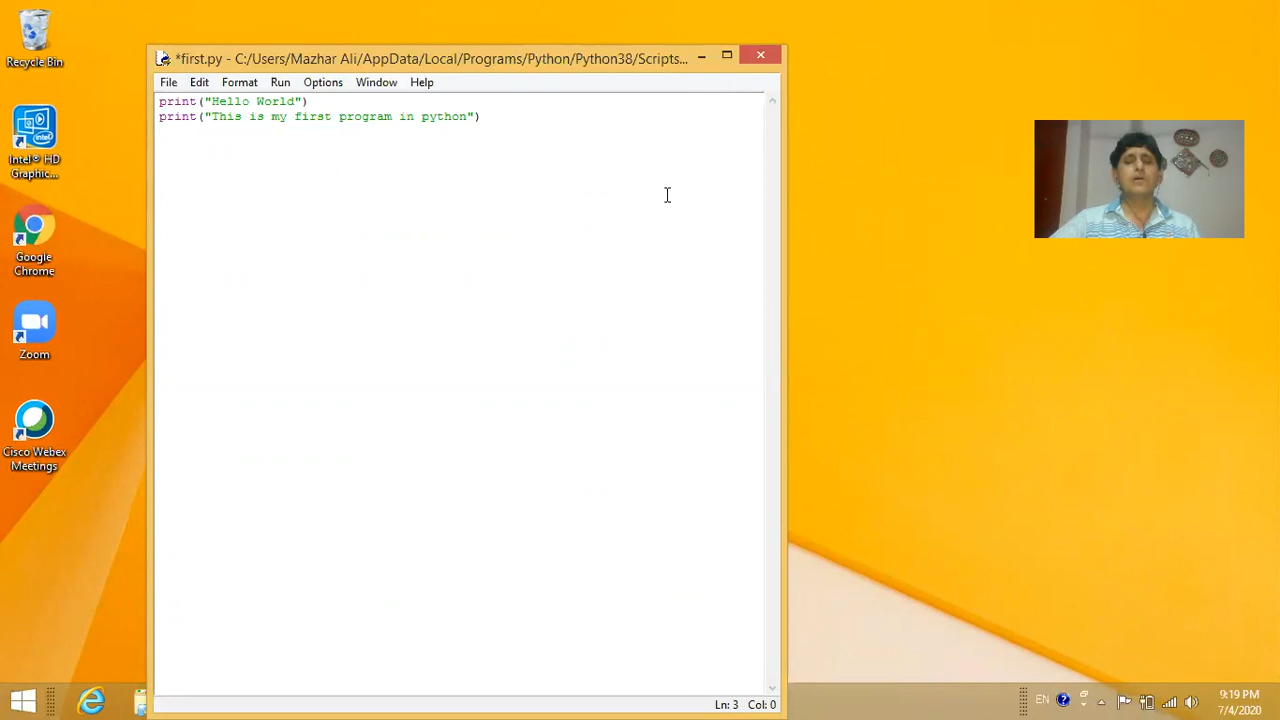 Recycle Bin
Intel® HD
Graphic...
Google
Chrome
Zoom
Cisco Webex
Meetings
*first.py - C:/Users/Mazhar Ali/AppData/Local/Programs/Python/Python38/Scripts...
File Edit Format Run Options Window Help
print("Hello World")
print("This is my first program in python")
Ln: 3 Col: 0
EN
9:19 PM
7/4/2020